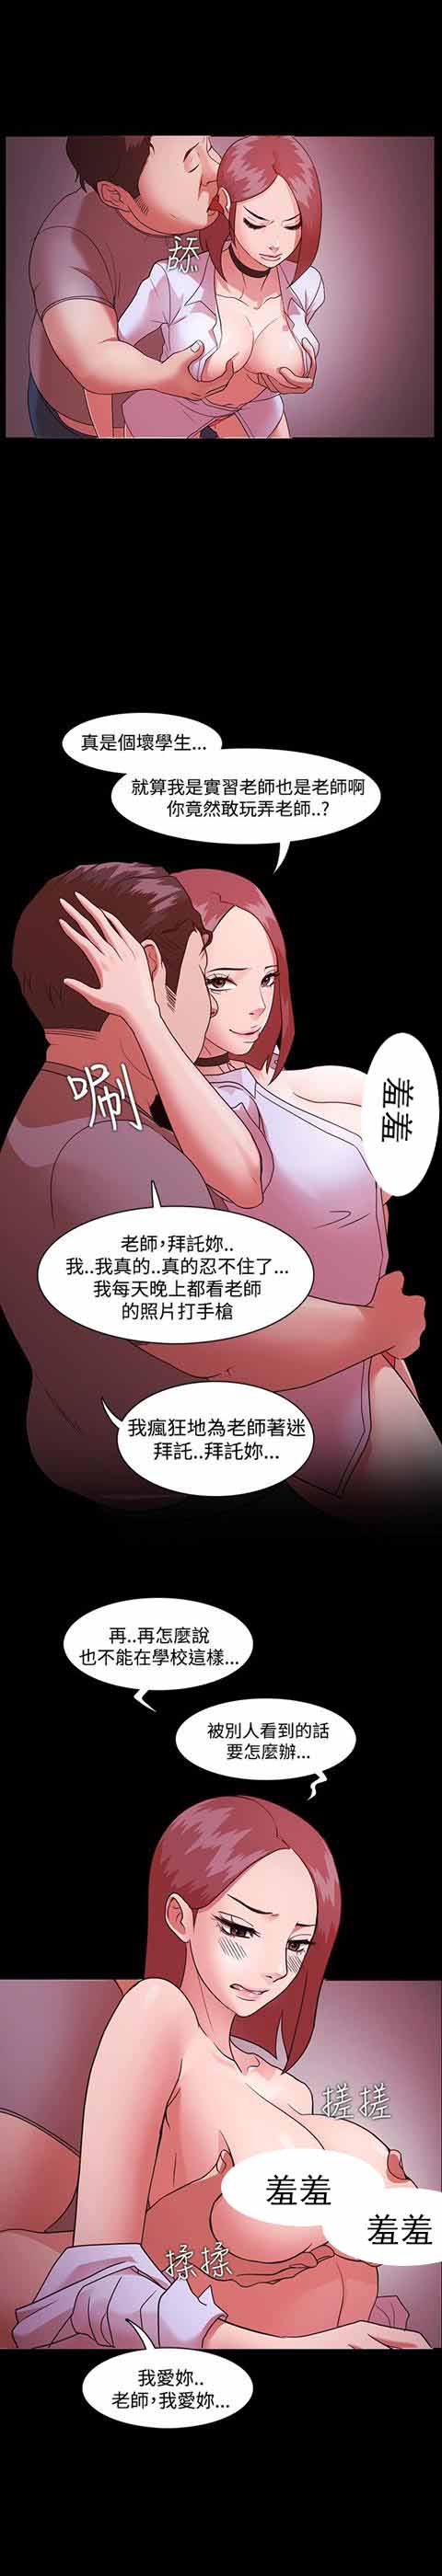 舔
真是個壞學生...
就算我是實習老師也是老師啊
你竟然敢玩弄老師..?
唰
羞羞
老師,拜託妳..
我..我真的..真的忍不住了...
我每天晚上都看老師
的照片打手槍
我瘋狂地為老師著迷
拜託..拜託妳...
再..再怎麼說
也不能在學校這樣...
被別人看到的話
要怎麼辦...
搓搓
羞羞
羞羞
揉揉
我愛妳..
老師,我愛妳...